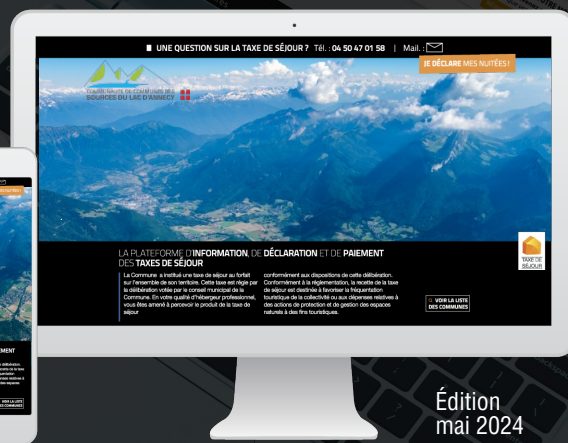 UNE QUESTION SUR LA TAXE DE SÉJOUR ? Tél. : 04 50 47 01 58 | Mail. :
JE DÉCLARE MES NUITÉES !
SOURCES DU LAC D'ANNECY
LA PLATEFORME D'INFORMATION, DE DÉCLARATION ET DE PAIEMENT
DES TAXES DE SÉJOUR
La Commune a institué une taxe de séjour au forfait
sur l'ensemble de son territoire. Cette taxe est régie par
la délibération votée par le conseil municipal de la
Commune. En votre qualité d'hébergeur professionnel,
vous êtes amené à percevoir le produit de la taxe de
séjour
conformément aux dispositions de cette délibération.
Conformément à la réglementation, la recette de la taxe
de séjour est destinée à favoriser la fréquentation
touristique de la collectivité ou aux dépenses relatives à
des actions de protection et de gestion des espaces
naturels à des fins touristiques.
TAXE DE
SÉJOUR
VOIR LA LISTE
DES COMMUNES
VOIR LA LISTE
DES COMMUNES
Édition
mai 2024